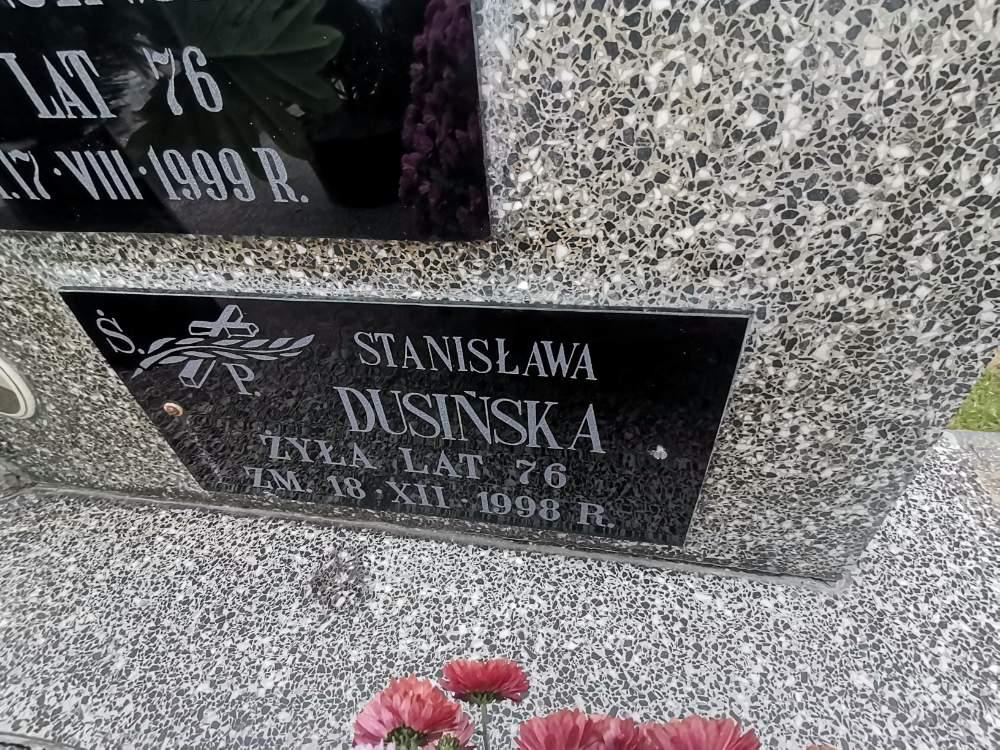 LAT 76
17·VIII·1999 R.
Ś.
P.
STANISŁAWA
DUSIŃSKA
ŻYŁA LAT 76
ZM. 18·XII·1998 R.